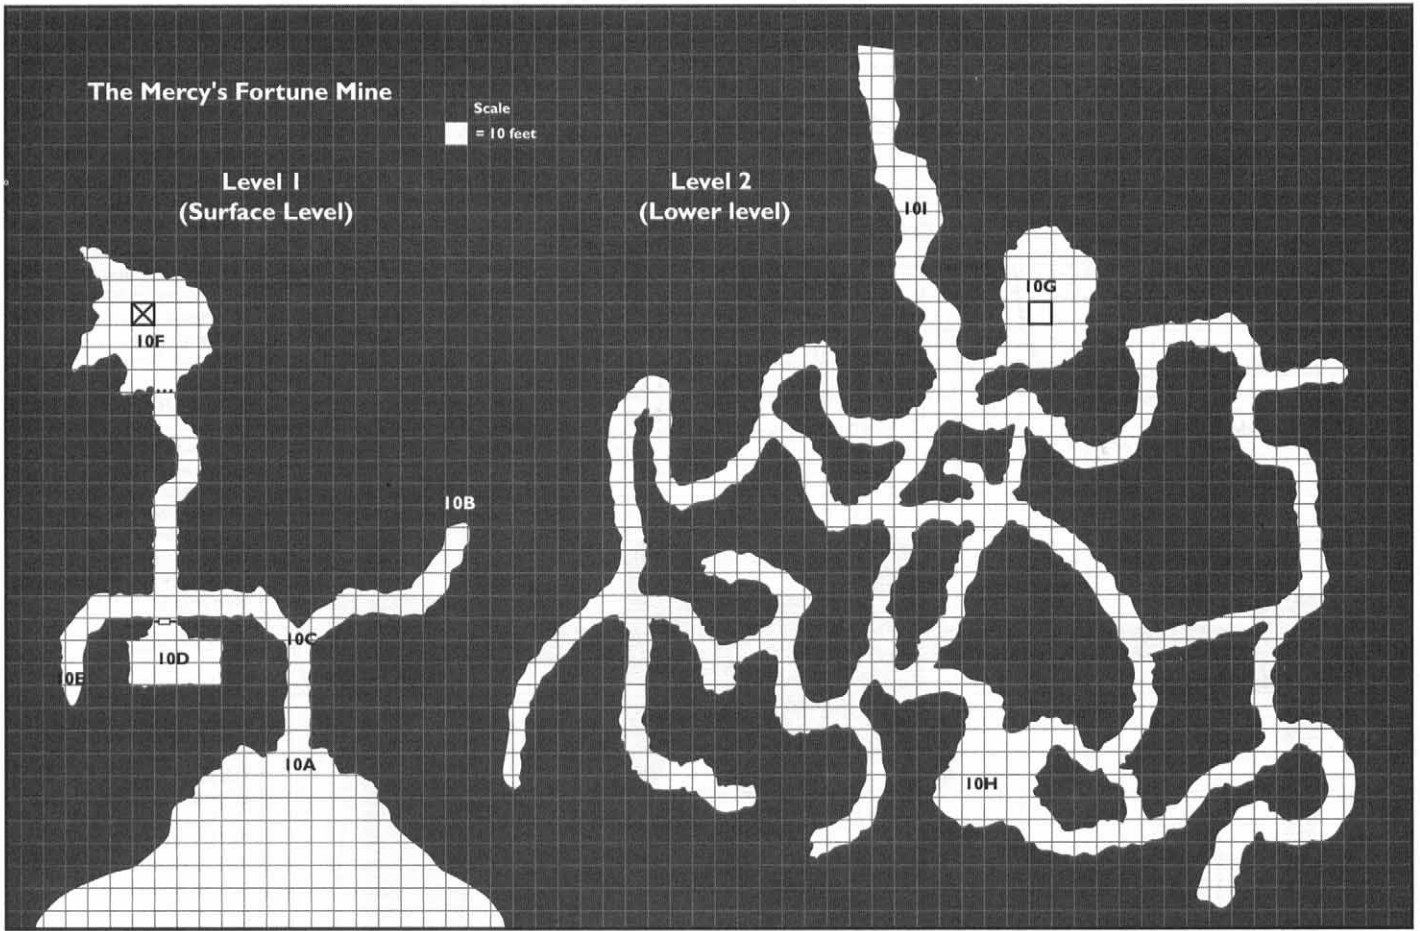 The Mercy's Fortune Mine
Scale
= 10 feet
Level 1
(Surface Level)
Level 2
(Lower level)
10I
10G
10F
10B
10C
10D
10E
10A
10H